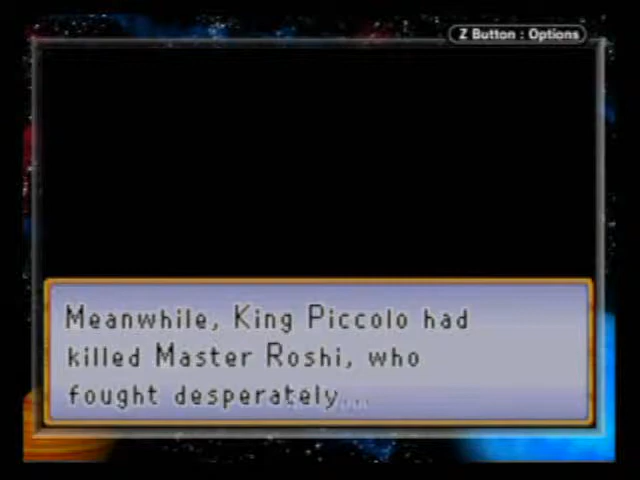 Z Button : Options
Meanwhile, King Piccolo had
killed Master Roshi, who
fought desperately...